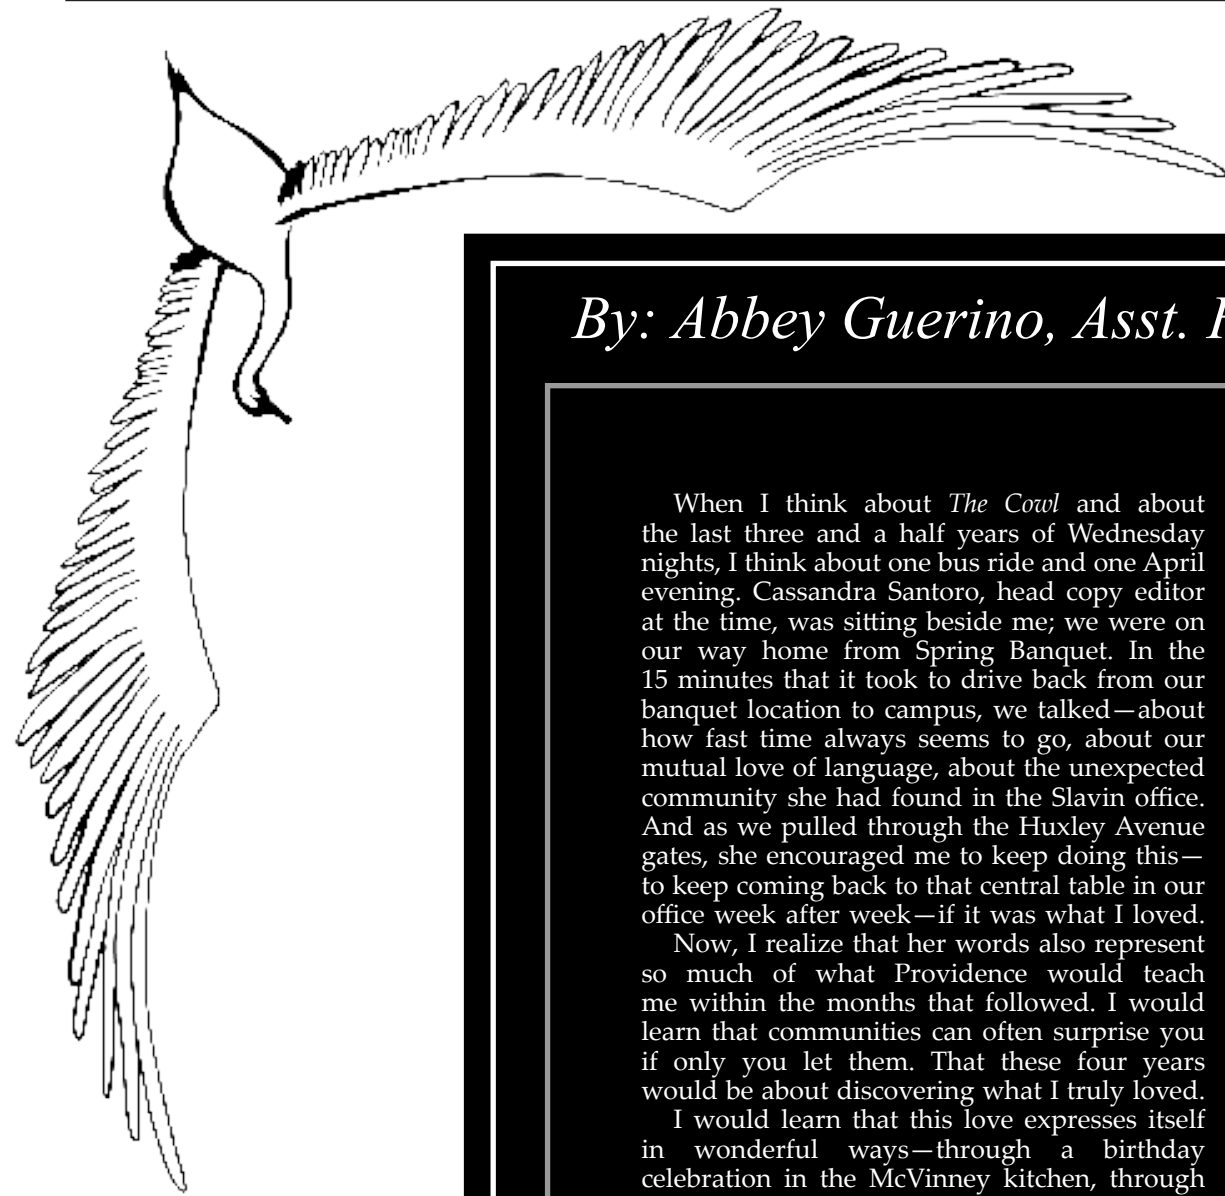 By: Abbey Guerino, Asst. 
When I think about The Cowl and about
the last three and a half years of Wednesday
nights, I think about one bus ride and one April
evening. Cassandra Santoro, head copy editor
at the time, was sitting beside me; we were on
our way home from Spring Banquet. In the
15 minutes that it took to drive back from our
banquet location to campus, we talked—about
how fast time always seems to go, about our
mutual love of language, about the unexpected
community she had found in the Slavin office.
And as we pulled through the Huxley Avenue
gates, she encouraged me to keep doing this—
to keep coming back to that central table in our
office week after week—if it was what I loved.
Now, I realize that her words also represent
so much of what Providence would teach
me within the months that followed. I would
learn that communities can often surprise you
if only you let them. That these four years
would be about discovering what I truly loved.
I would learn that this love expresses itself
in wonderful ways—through a birthday
celebration in the McVinney kitchen, through